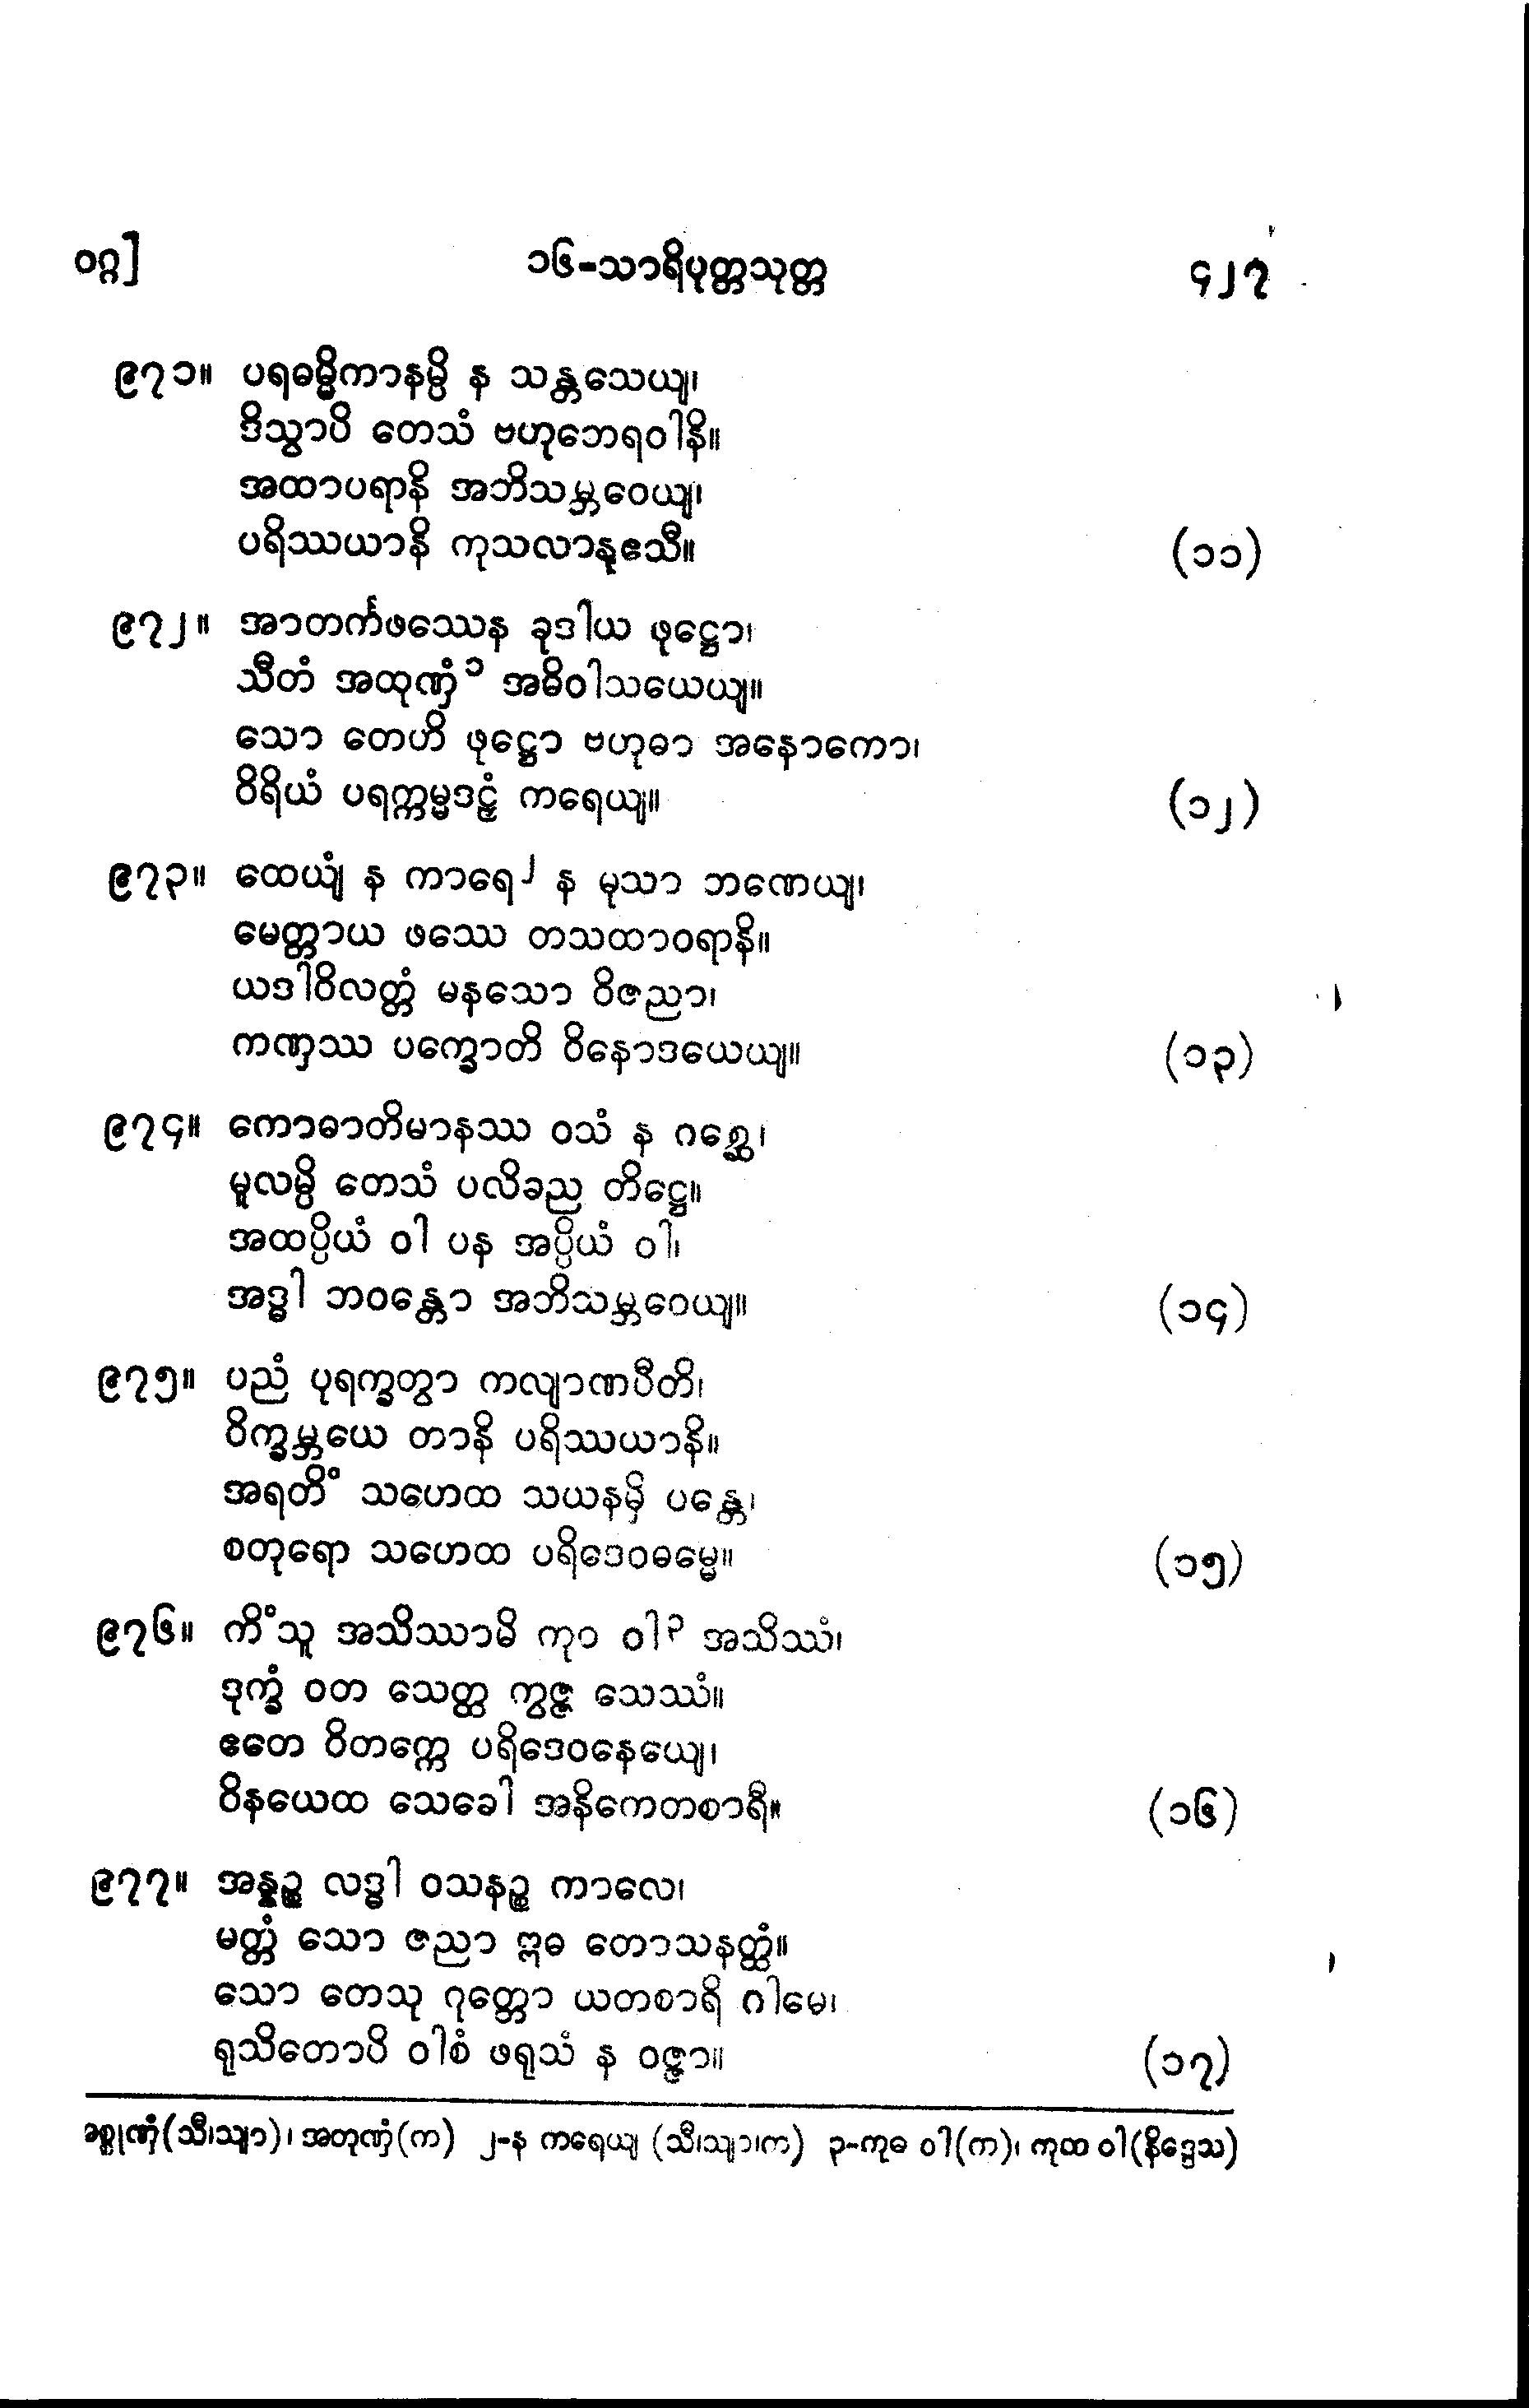 ဝဂ္ဂ]	၁၆-သာရိပုတ္တသုတ္တ	၄၂၇
၉၇၁။ ပရဓမ္မိကာနမ္ပိ န သန္တသေယျ၊
ဒိသွာပိ တေသံ ဗဟုဘေရဝါနိ။
အထာပရာနိ အဘိသမ္ဘဝေယျ၊
ပရိဿယာနိ ကုသလာနုဧသီ။ (၁၁)
၉၇၂။ အာတင်္ကဖဿေန ခုဒါယ ဖုဋ္ဌော၊
သီတံ အထုဏှံ၁ အဓိဝါသယေယျ။
သော တေဟိ ဖုဋ္ဌော ဗဟုဓာ အနောကော၊
ဝီရိယံ ပရက္ကမ္မဒဠှံ ကရေယျ။ (၁၂)
၉၇၃။ ထေယျံ န ကာရေ၂ န မုသာ ဘဏေယျ၊
မေတ္တာယ ဖဿေ တသထာဝရာနိ။
ယဒါဝိလတ္တံ မနသော ဝိဇညာ၊
ကဏှဿ ပက္ခောတိ ဝိနောဒယေယျ။ (၁၃)
၉၇၄။ ကောဓာတိမာနဿ ဝသံ န ဂစ္ဆေ၊
မူလမ္ပိ တေသံ ပလိခည တိဋ္ဌေ။
အထပ္ပိယံ ဝါ ပန အပ္ပိယံ ဝါ၊
အဒ္ဓါ ဘဝန္တော အဘိသမ္ဘဝေယျ။ (၁၄)
၉၇၅။ ပညံ ပုရက္ခတွာ ကလျာဏပီတိ၊
ဝိက္ခမ္ဘယေ တာနိ ပရိဿယာနိ။
အရတိံ သဟေထ သယနမှိ ပန္တေ၊
စတုရော သဟေထ ပရိဒေဝဓမ္မေ။ (၁၅)
၉၇၆။ ကိံသူ အသိဿာမိ ကုဝ ဝါ၃ အသိဿံ၊
ဒုက္ခံ ဝတ သေတ္ထ ကွဇ္ဇ သေဿံ။
ဧတေ ဝိတက္ကေ ပရိဒေဝနေယျေ၊
ဝိနယေထ သေခေါ အနိကေတစာရီ။ (၁၆)
၉၇၇။ အန္နဉ္စ လဒ္ဓါ ဝသနဉ္စ ကာလေ၊
မတ္တံ သော ဇညာ ဣဓ တောသနတ္ထံ။
သော တေသု ဂုတ္တော ယတစာရိ ဂါမေ၊
ရုသိတောပိ ဝါစံ ဖရုသံ န ဝဇ္ဇာ။ (၁၇)
အစ္စုဏှံ(သီ၊သျာ)၊ အတုဏှံ(က) ၂-န ကရေယျ (သီ၊သျာ၊က) ၃-ကုဓ ဝါ(က)၊ ကုထ ဝါ(နိဒ္ဒေသ)